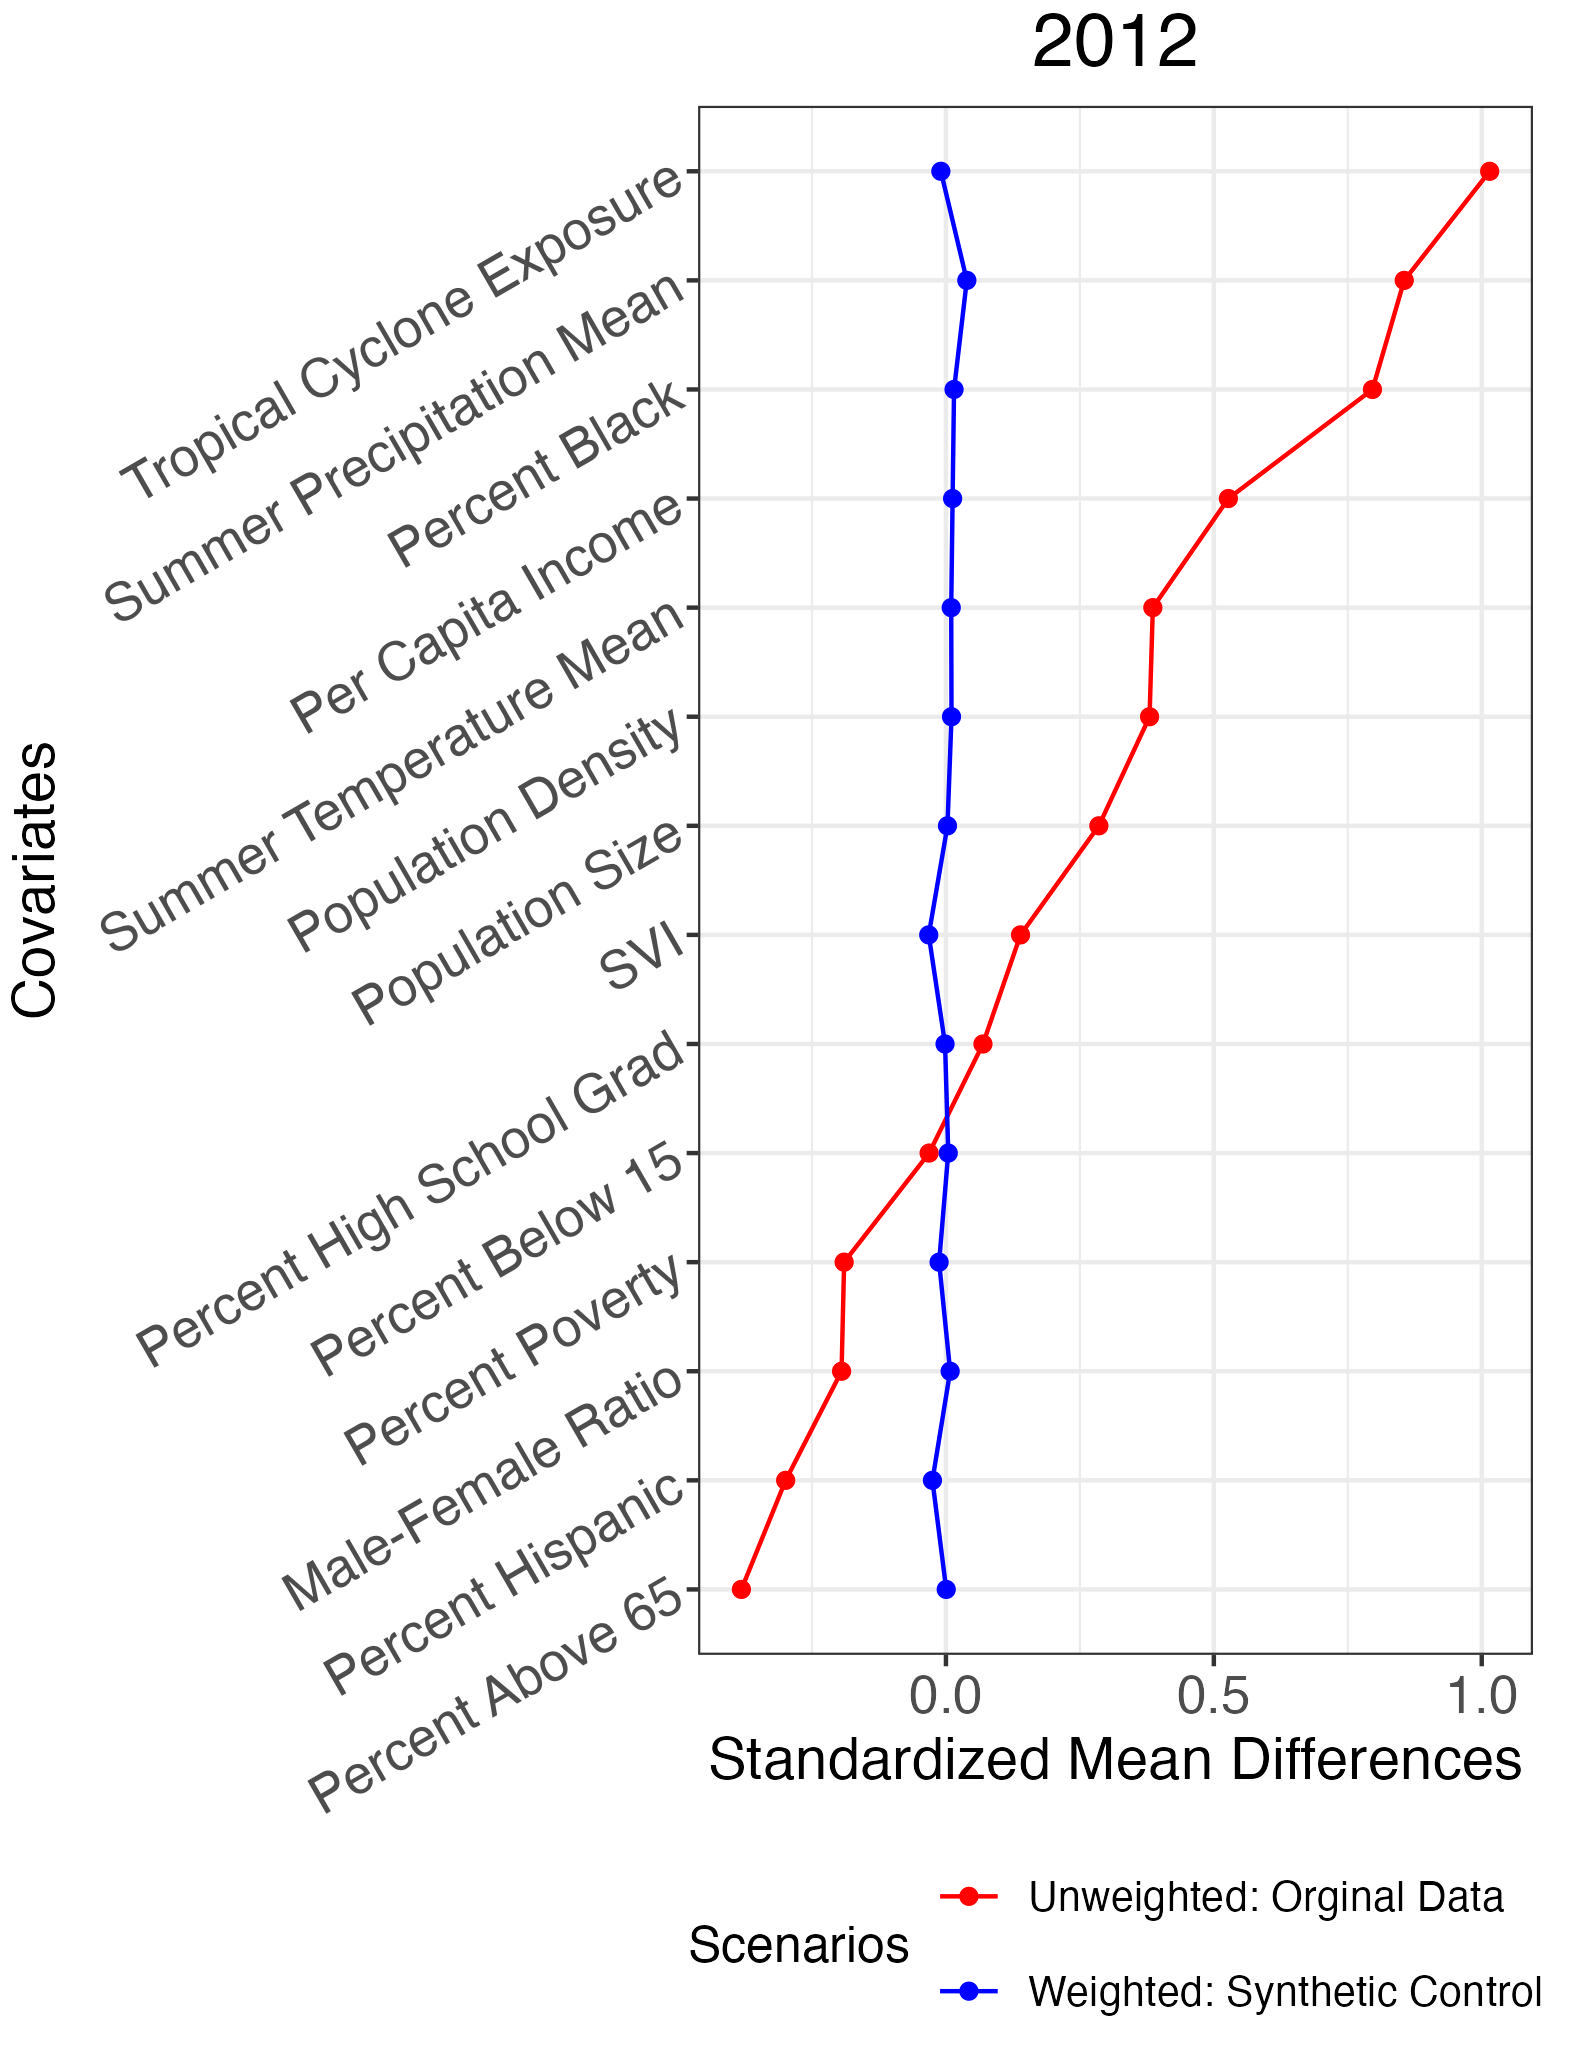 2012
Covariates
Tropical Cyclone Exposure
Summer Precipitation Mean
Percent Black
Per Capita Income
Summer Temperature Mean
Population Density
Population Size
SVI
Percent High School Grad
Percent Below 15
Percent Poverty
Male-Female Ratio
Percent Hispanic
Percent Above 65
0.0 0.5 1.0
Standardized Mean Differences
Scenarios
Unweighted: Orginal Data
Weighted: Synthetic Control